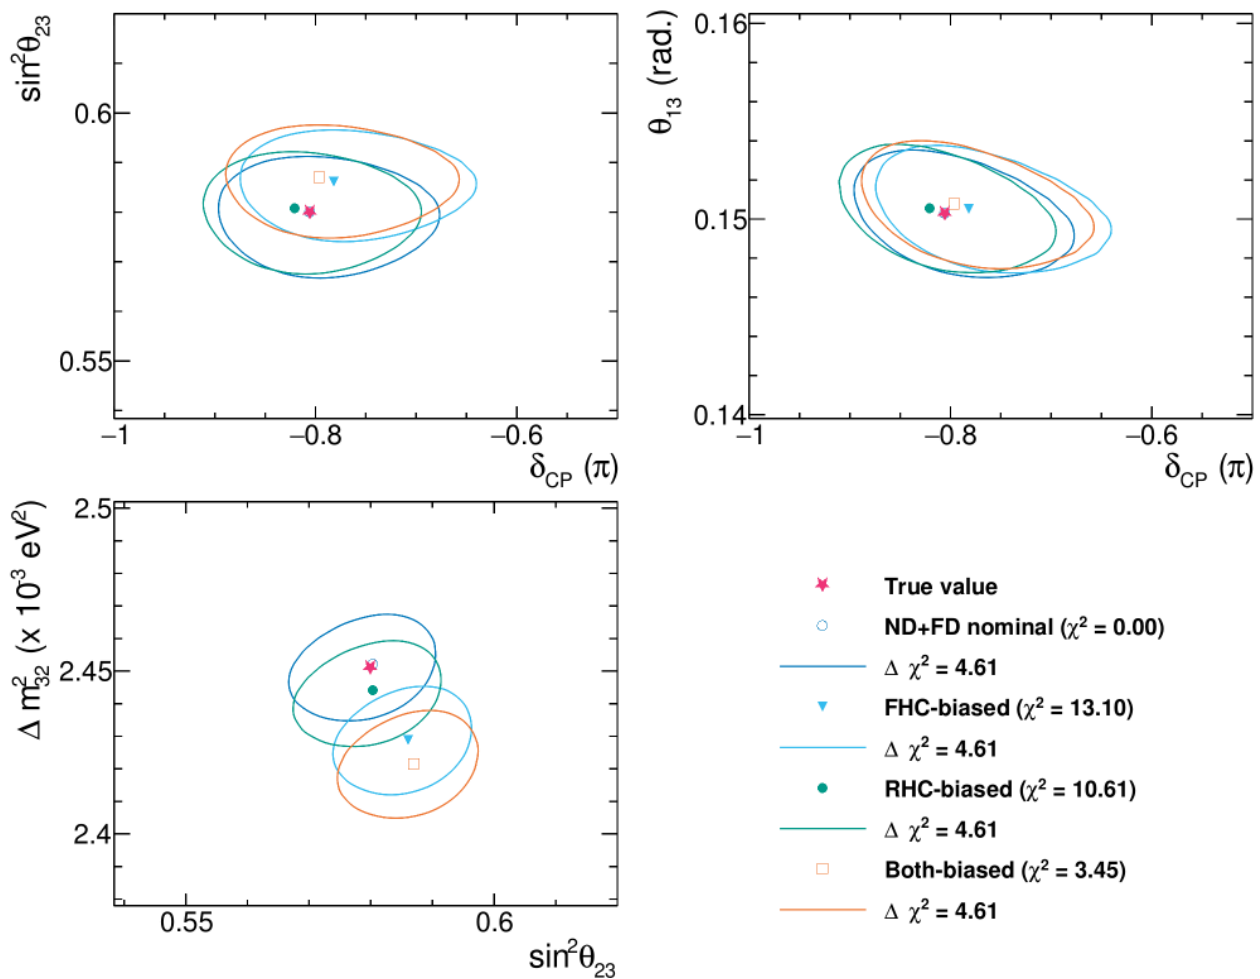 sin²θ₂₃
0.6
0.55
−1
−0.8
−0.6
δ_CP (π)
θ₁₃ (rad.)
0.16
0.15
0.14
−1
−0.8
−0.6
δ_CP (π)
Δ m²₃₂ (x 10⁻³ eV²)
2.5
2.45
2.4
0.55
0.6
sin²θ₂₃
True value
ND+FD nominal (χ² = 0.00)
Δ χ² = 4.61
FHC-biased (χ² = 13.10)
Δ χ² = 4.61
RHC-biased (χ² = 10.61)
Δ χ² = 4.61
Both-biased (χ² = 3.45)
Δ χ² = 4.61